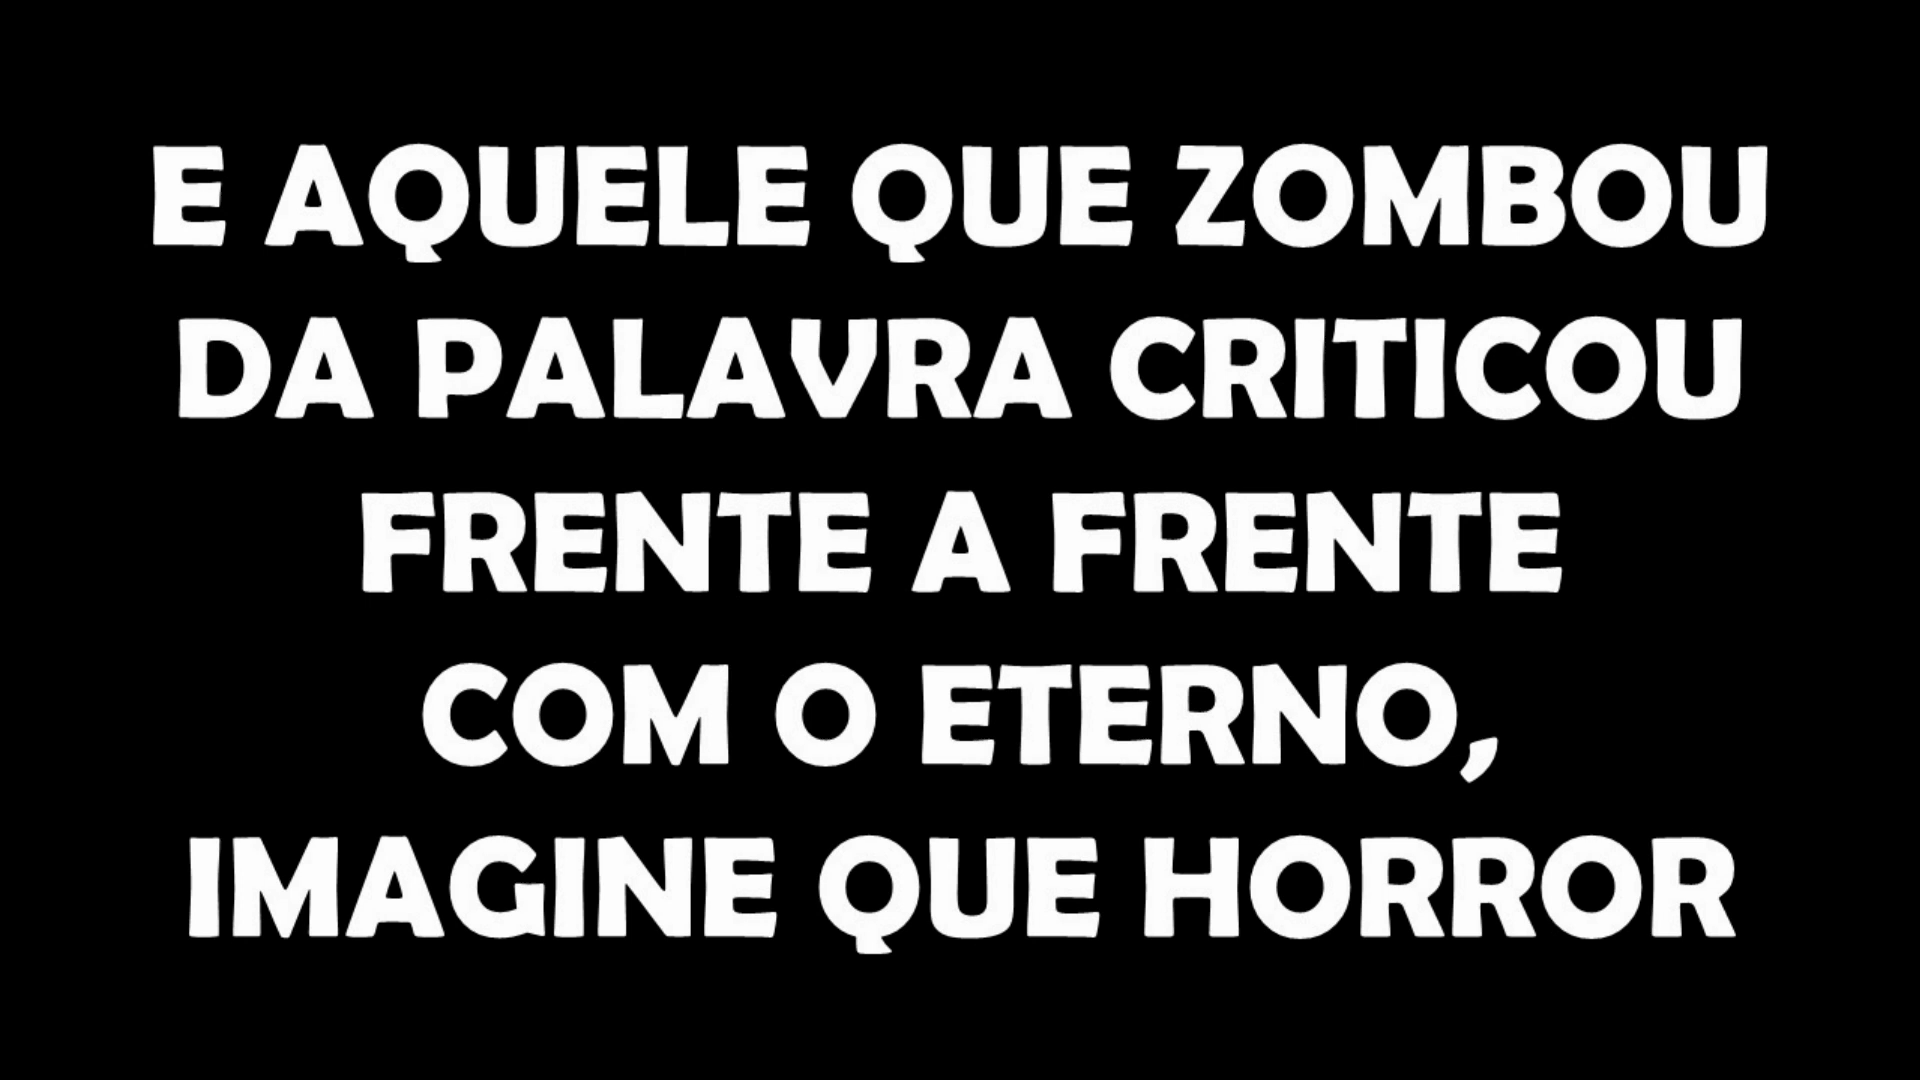 E AQUELE QUE ZOMBOU
DA PALAVRA CRITICOU
FRENTE A FRENTE
COM O ETERNO,
IMAGINE QUE HORROR